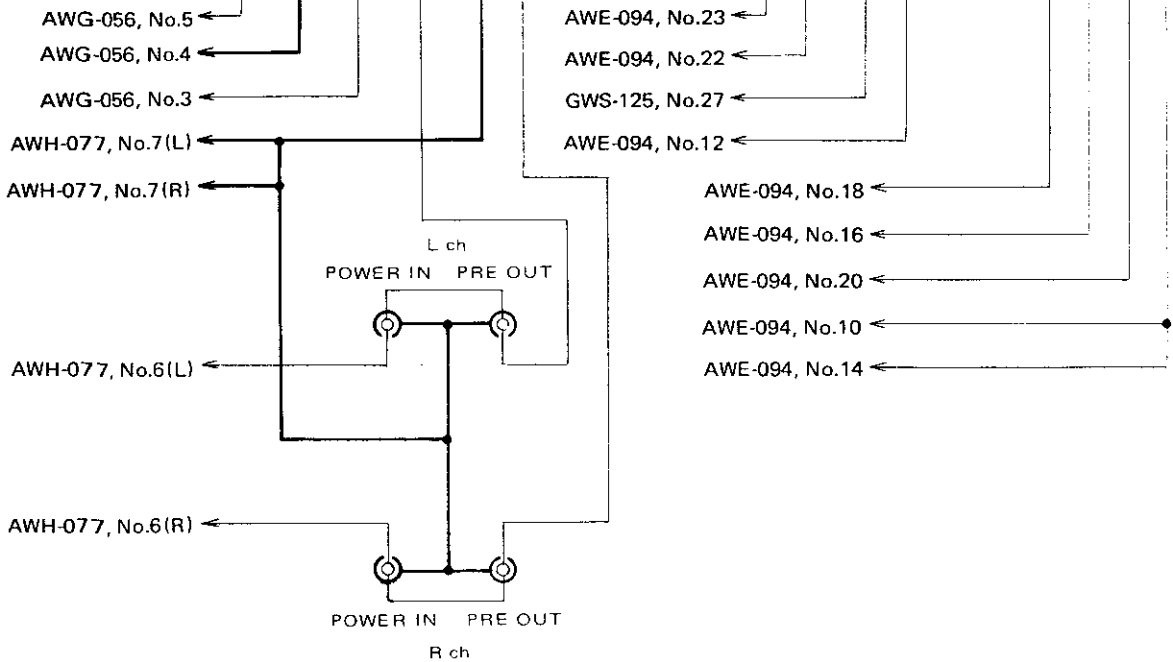 AWG-056, No.5
AWG-056, No.4
AWG-056, No.3
AWH-077, No.7(L)
AWH-077, No.7(R)
L ch
POWER IN PRE OUT
AWH-077, No.6(L)
AWH-077, No.6(R)
POWER IN PRE OUT
R ch
AWE-094, No.23
AWE-094, No.22
GWS-125, No.27
AWE-094, No.12
AWE-094, No.18
AWE-094, No.16
AWE-094, No.20
AWE-094, No.10
AWE-094, No.14